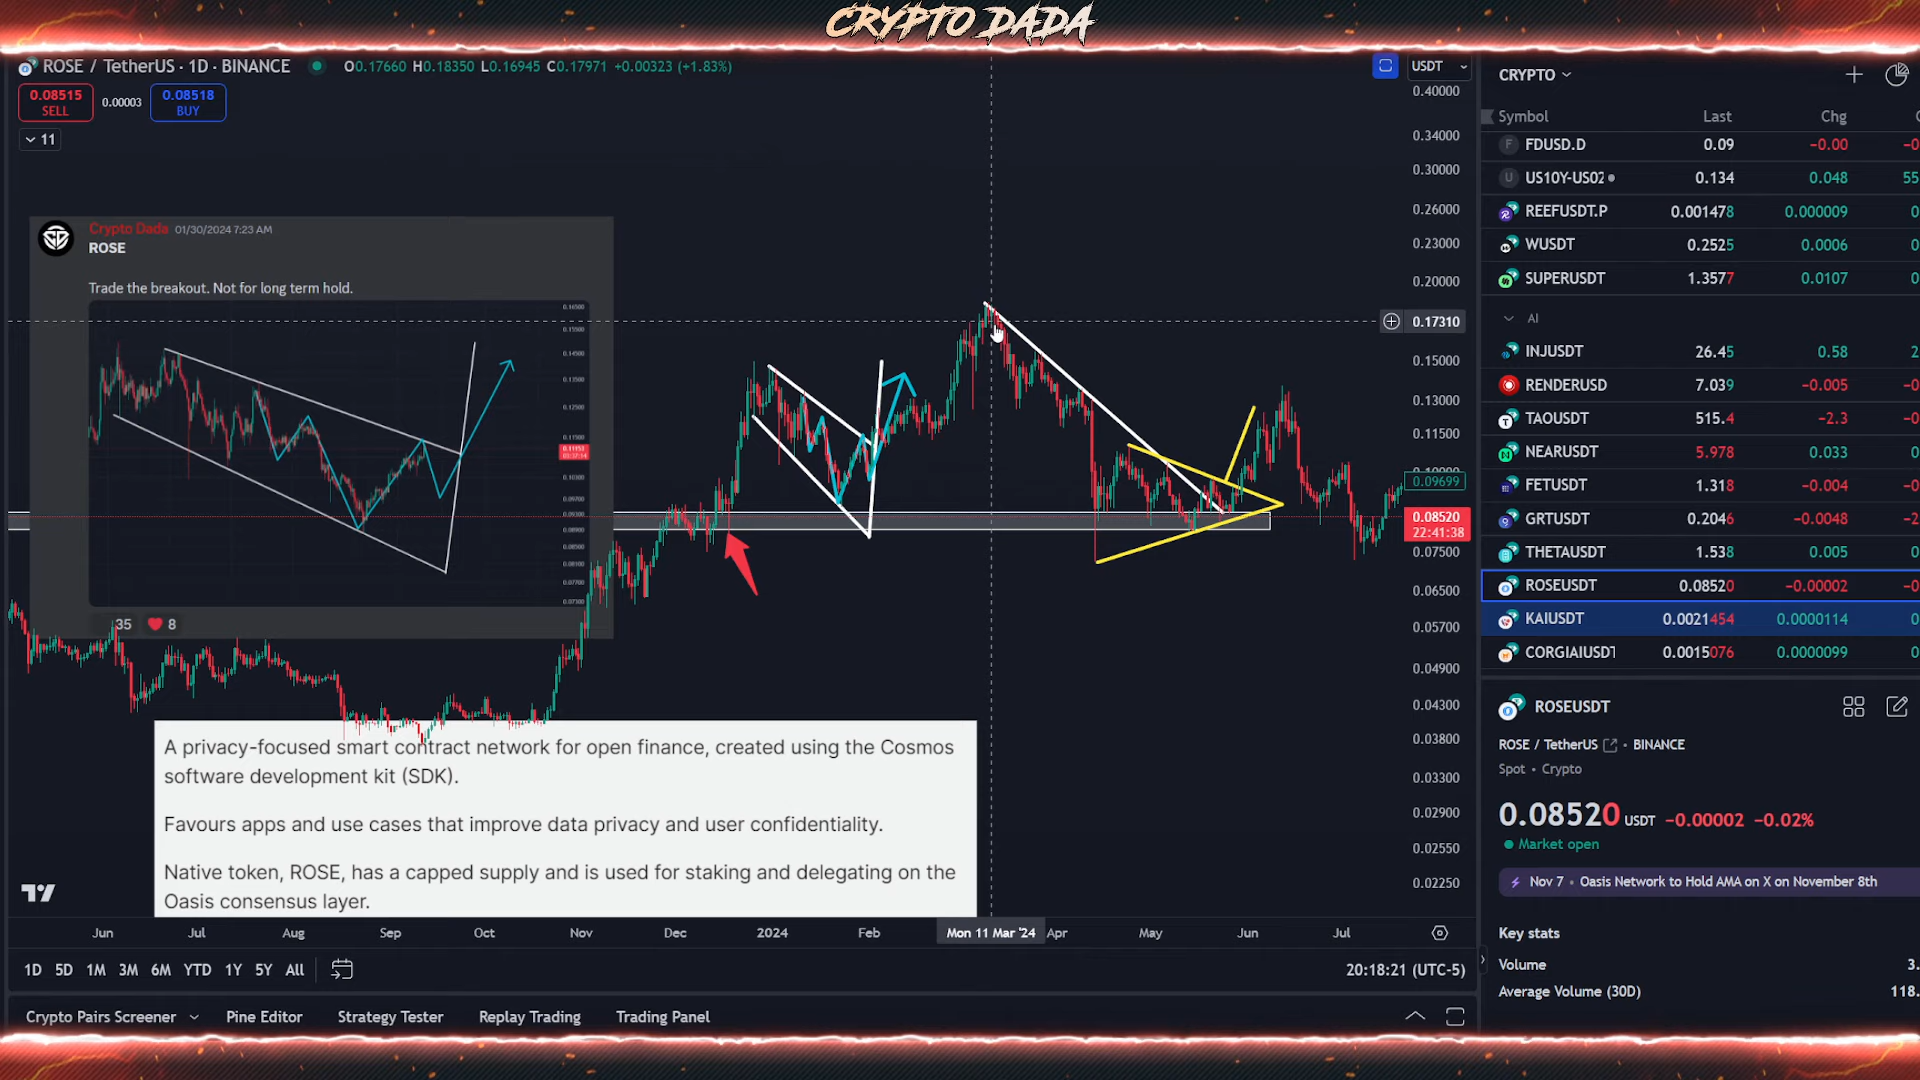 CRYPTO DADA
ROSE / TetherUS · 1D · BINANCE
O0.17660 H0.18350 L0.16945 C0.17971 +0.00323 (+1.83%)
USDT
0.08515
SELL
0.00003
0.08518
BUY
11
Crypto Dada 01/30/2024 7:23 AM
ROSE
Trade the breakout. Not for long term hold.
35
8
A privacy-focused smart contract network for open finance, created using the Cosmos
software development kit (SDK).
Favours apps and use cases that improve data privacy and user confidentiality.
Native token, ROSE, has a capped supply and is used for staking and delegating on the
Oasis consensus layer.
0.40000
0.34000
0.30000
0.26000
0.23000
0.20000
0.17310
0.15000
0.13000
0.11500
0.09699
0.08520
22:41:38
0.07500
0.06500
0.05700
0.04900
0.04300
0.03800
0.03300
0.02900
0.02550
0.02250
Jun Jul Aug Sep Oct Nov Dec 2024 Feb Mon 11 Mar '24 Apr May Jun Jul
1D 5D 1M 3M 6M YTD 1Y 5Y All
20:18:21 (UTC-5)
Crypto Pairs Screener Pine Editor Strategy Tester Replay Trading Trading Panel
CRYPTO
Symbol Last Chg
FDUSD.D 0.09 −0.00
US10Y-US02 0.134 0.048 55
REEFUSDT.P 0.001478 0.000009
WUSDT 0.2525 0.0006
SUPERUSDT 1.3577 0.0107
AI
INJUSDT 26.45 0.58
RENDERUSD 7.039 −0.005
TAOUSDT 515.4 −2.3
NEARUSDT 5.978 0.033
FETUSDT 1.318 −0.004
GRTUSDT 0.2046 −0.0048
THETAUSDT 1.538 0.005
ROSEUSDT 0.08520 −0.00002
KAIUSDT 0.0021454 0.0000114
CORGIAIUSDT 0.0015076 0.0000099
ROSEUSDT
ROSE / TetherUS · BINANCE
Spot · Crypto
0.08520 USDT −0.00002 −0.02%
Market open
Nov 7 · Oasis Network to Hold AMA on X on November 8th
Key stats
Volume 3.
Average Volume (30D) 118.